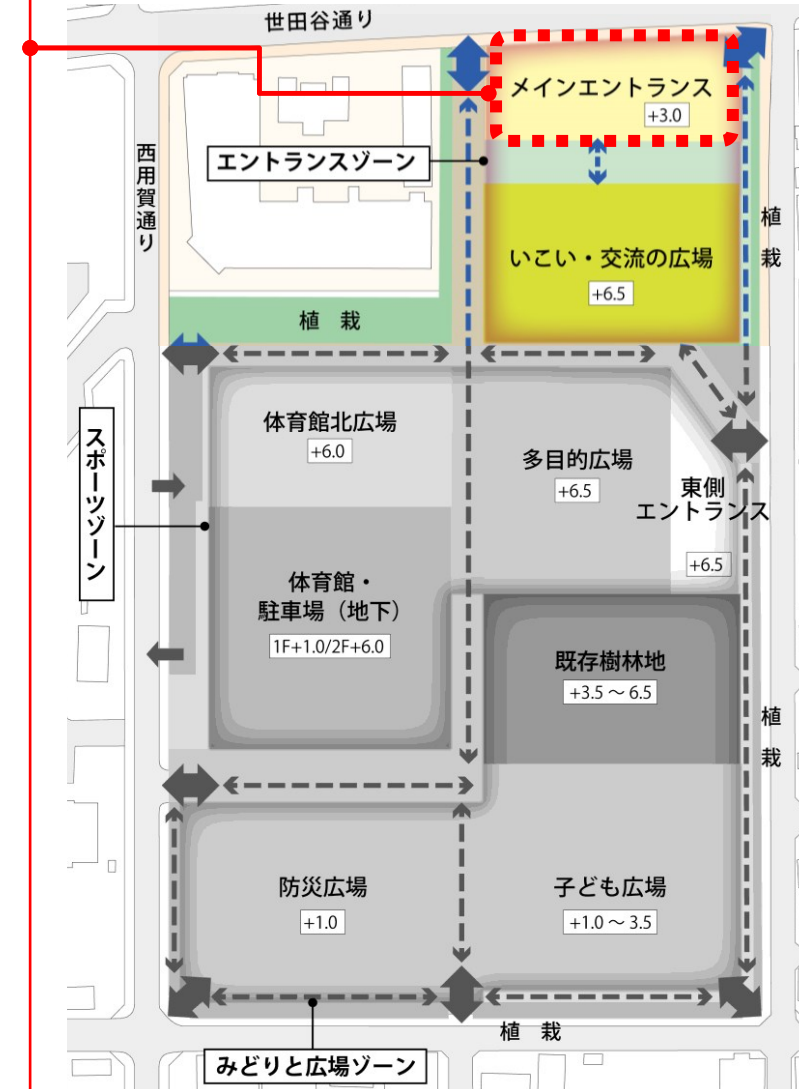 世田谷通り
メインエントランス
+3.0
西用賀通り
エントランスゾーン
植栽
いこい・交流の広場
+6.5
植 栽
体育館北広場
+6.0
多目的広場
+6.5
東側
エントランス
+6.5
スポーツゾーン
体育館・
駐車場（地下）
1F+1.0/2F+6.0
既存樹林地
+3.5 ～ 6.5
植栽
防災広場
+1.0
子ども広場
+1.0 ～ 3.5
植 栽
みどりと広場ゾーン